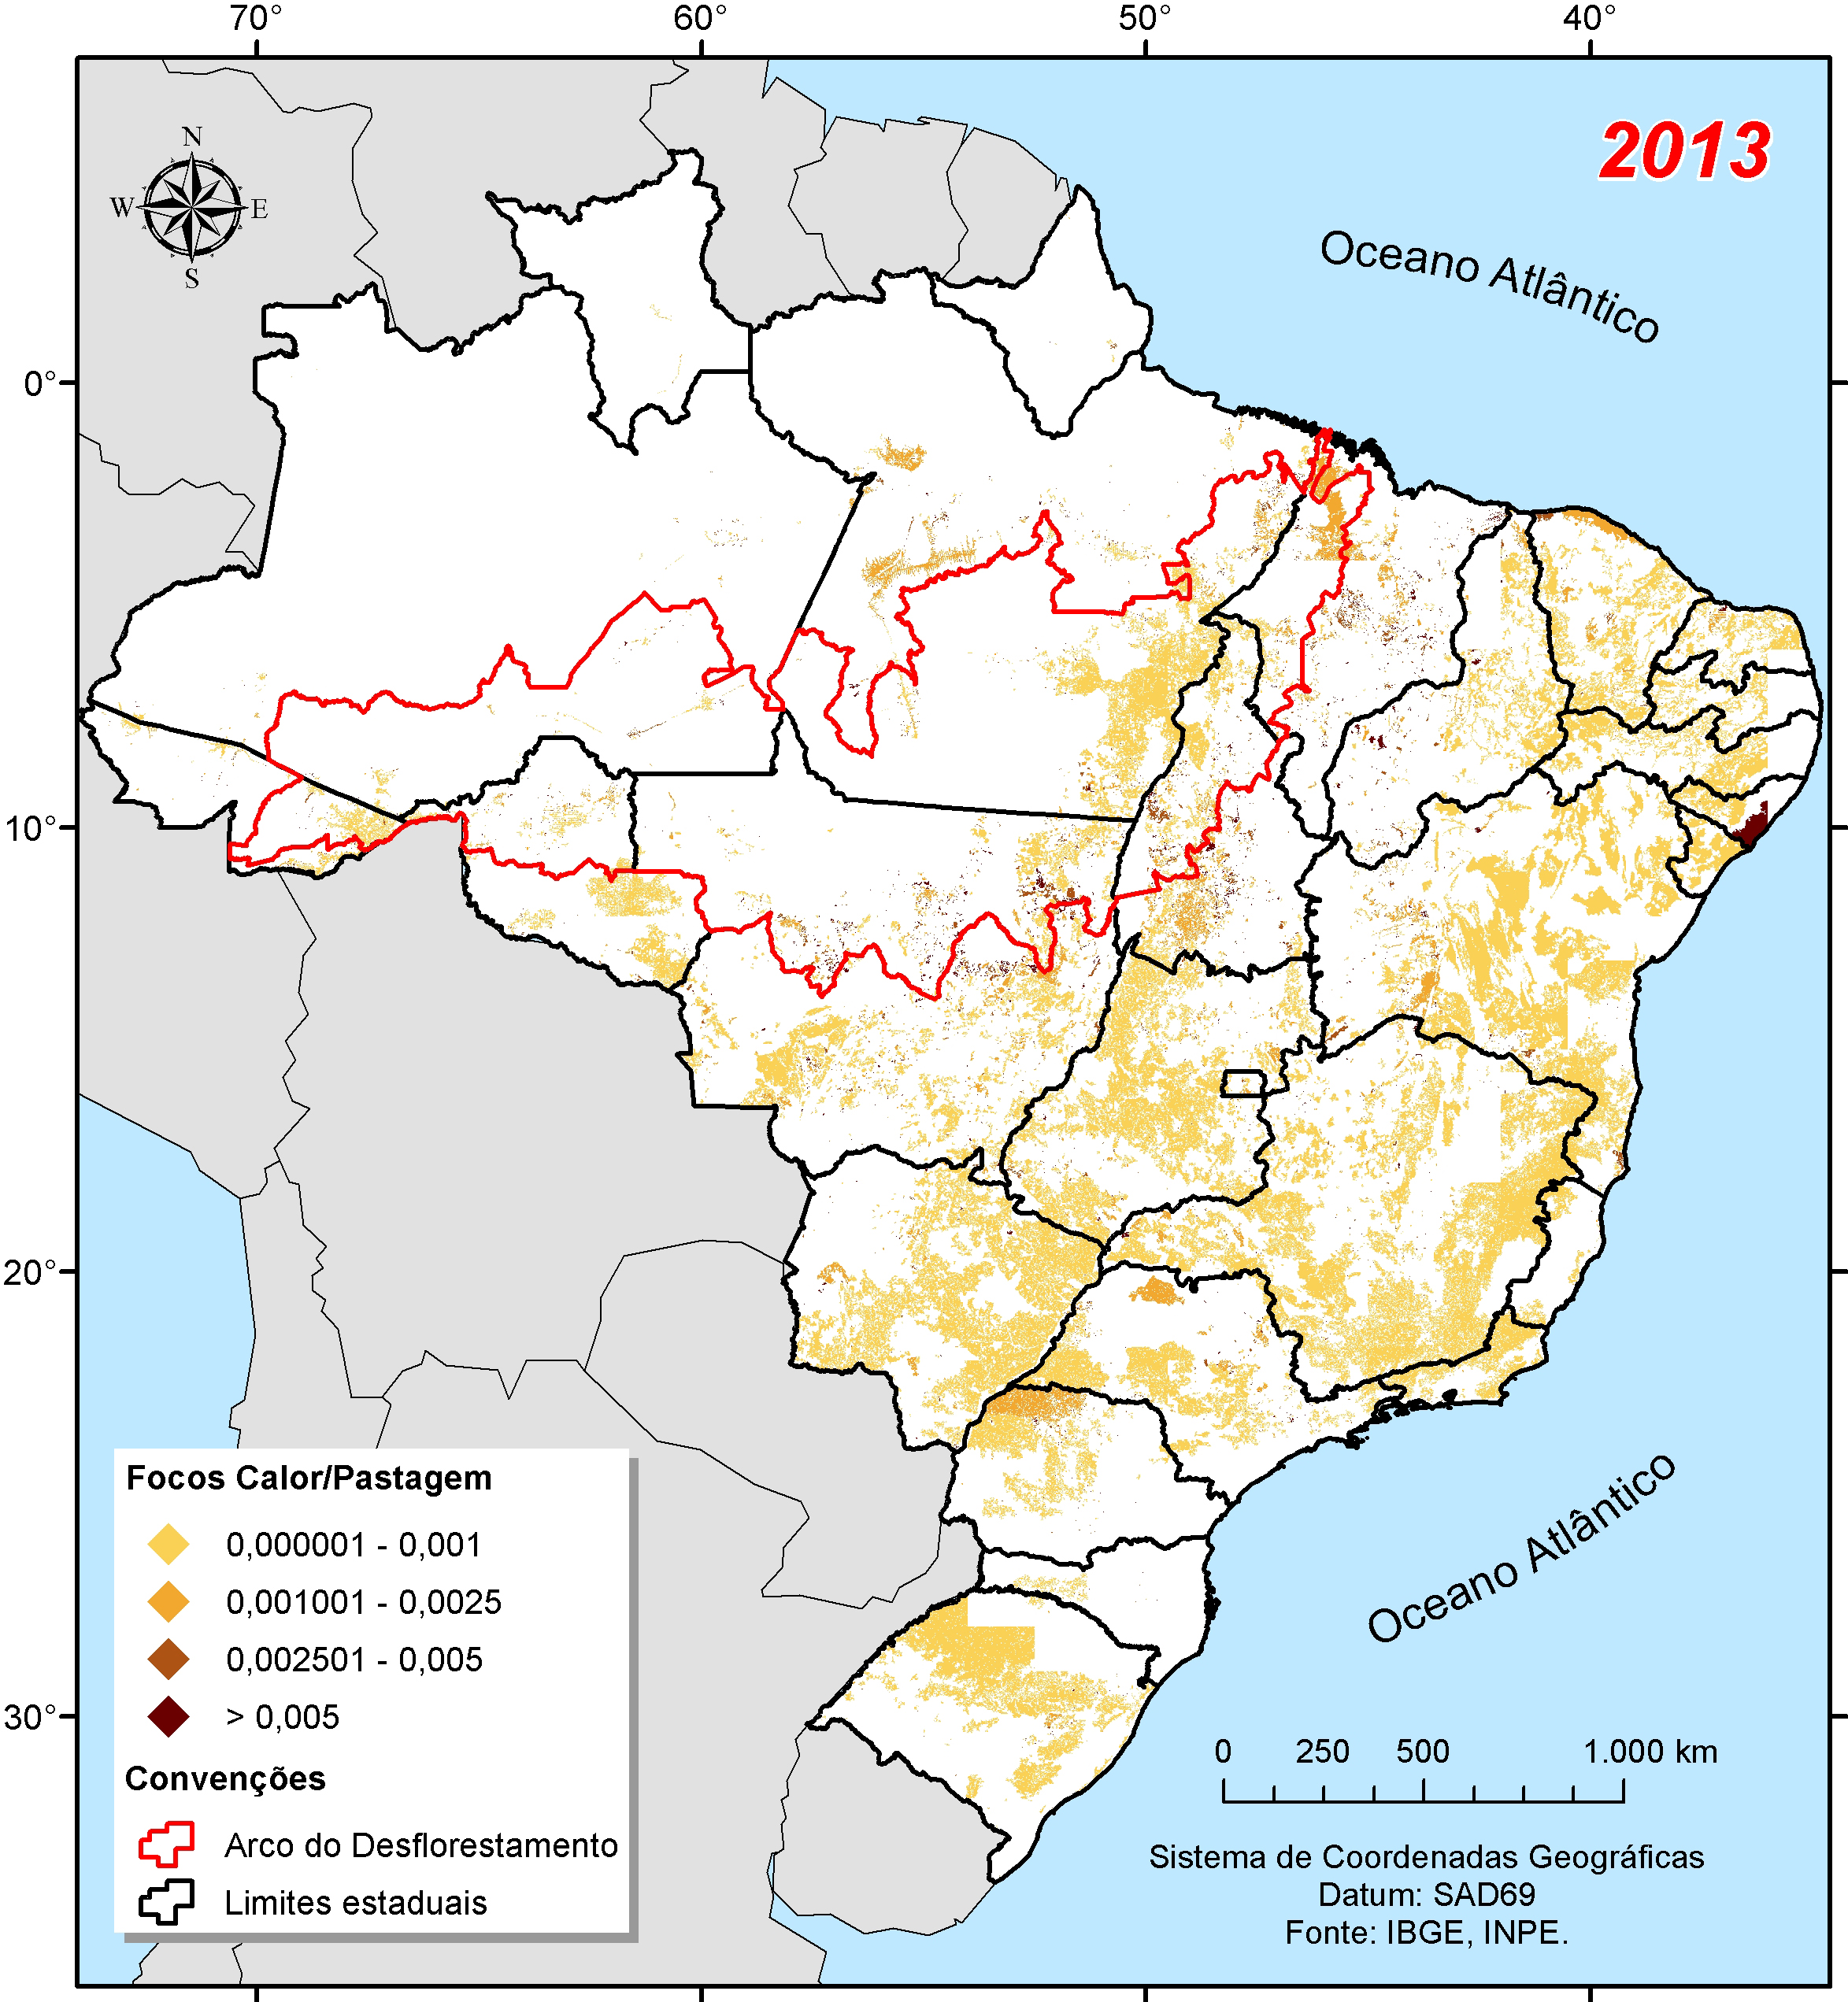 70° 60° 50° 40°
2013
N
W E
S
Oceano Atlântico
0°
10°
20°
30°
Oceano Atlântico
Focos Calor/Pastagem
0,000001 - 0,001
0,001001 - 0,0025
0,002501 - 0,005
> 0,005
Convenções
Arco do Desflorestamento
Limites estaduais
0 250 500 1.000 km
Sistema de Coordenadas Geográficas
Datum: SAD69
Fonte: IBGE, INPE.